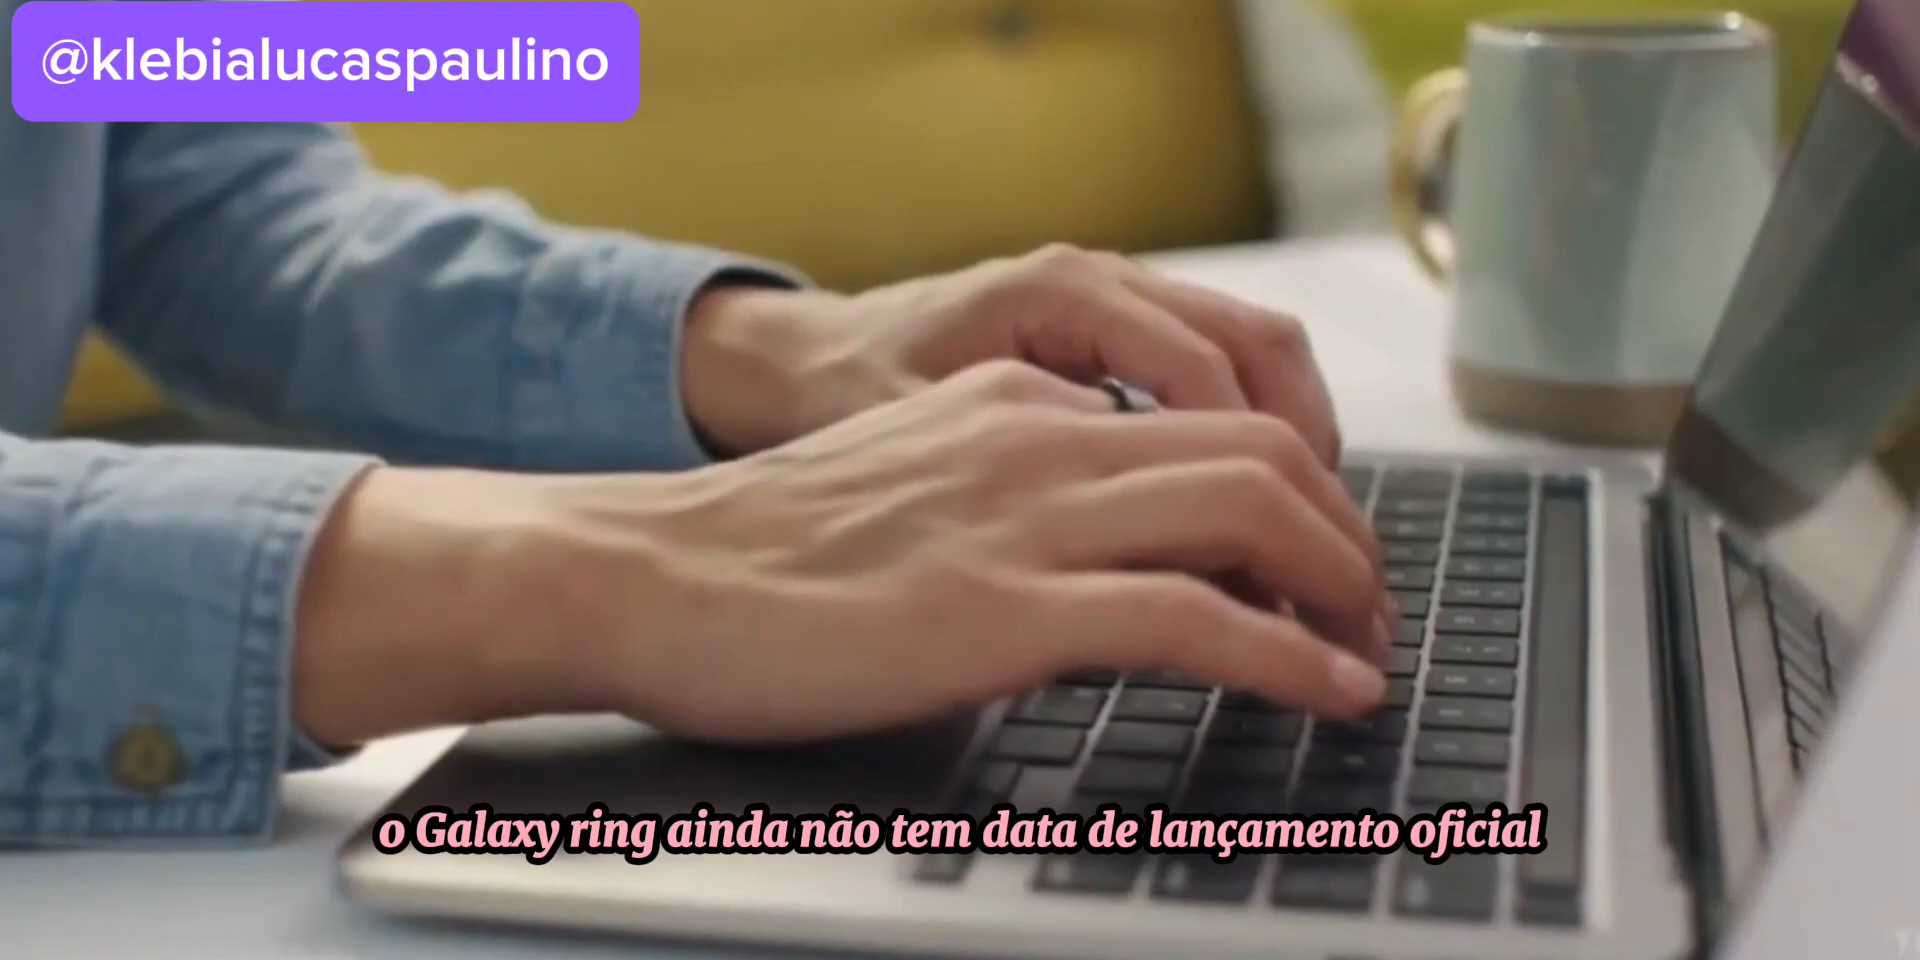 @klebialucaspaulino
o Galaxy ring ainda não tem data de lançamento oficial